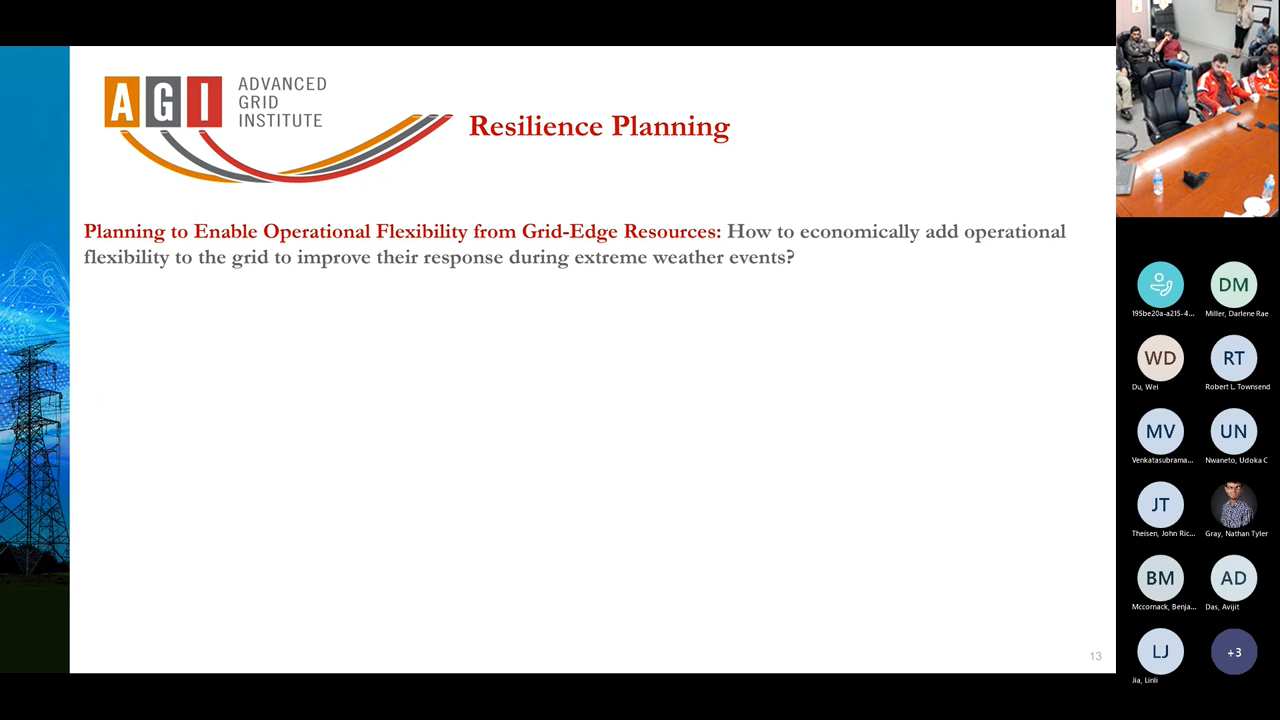 AGI
ADVANCED
GRID
INSTITUTE
Resilience Planning
Planning to Enable Operational Flexibility from Grid-Edge Resources: How to economically add operational
flexibility to the grid to improve their response during extreme weather events?
13
195be20a-a215-4...
DM
Miller, Darlene Rae
WD
Du, Wei
RT
Robert L. Townsend
MV
Venkatasubrama...
UN
Nwaneto, Udoka C
JT
Theisen, John Ric...
Gray, Nathan Tyler
BM
Mccornack, Benja...
AD
Das, Avijit
LJ
Jia, Linli
+3